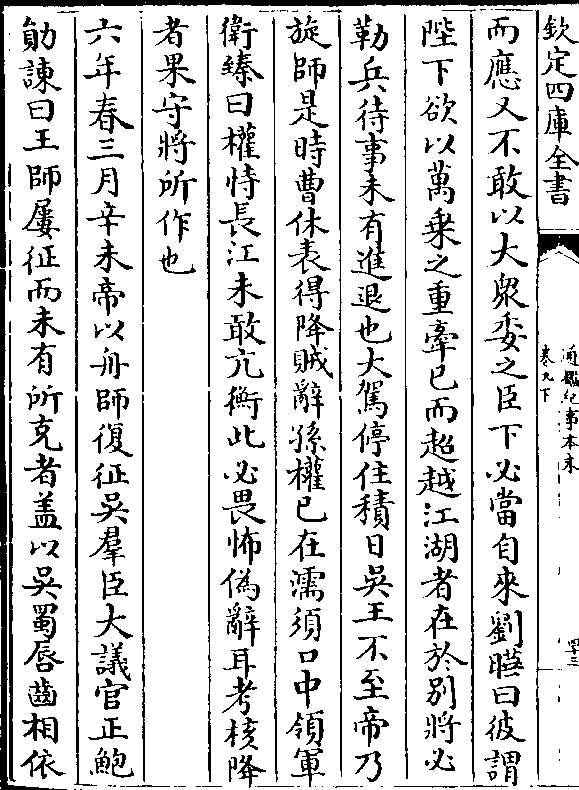 欽定四庫全書
通鑑紀事本末
卷九下
而應又不敢以大衆委之臣下必當自來劉曄曰彼謂
陛下欲以萬乗之重牽已而超越江湖者在於别將必
勒兵待事未有進退也大駕停住積日吳王不至帝乃
旋師是時曹休表得降賊辭孫權已在濡須口中領軍
衛臻曰權恃長江未敢亢衡此必畏怖偽辭耳考核降
者果守將所作也
六年春三月辛未帝以舟師復征吳羣臣大議官正鮑
勛諫曰王師屢征而未有所克者盖以吳蜀唇齒相依